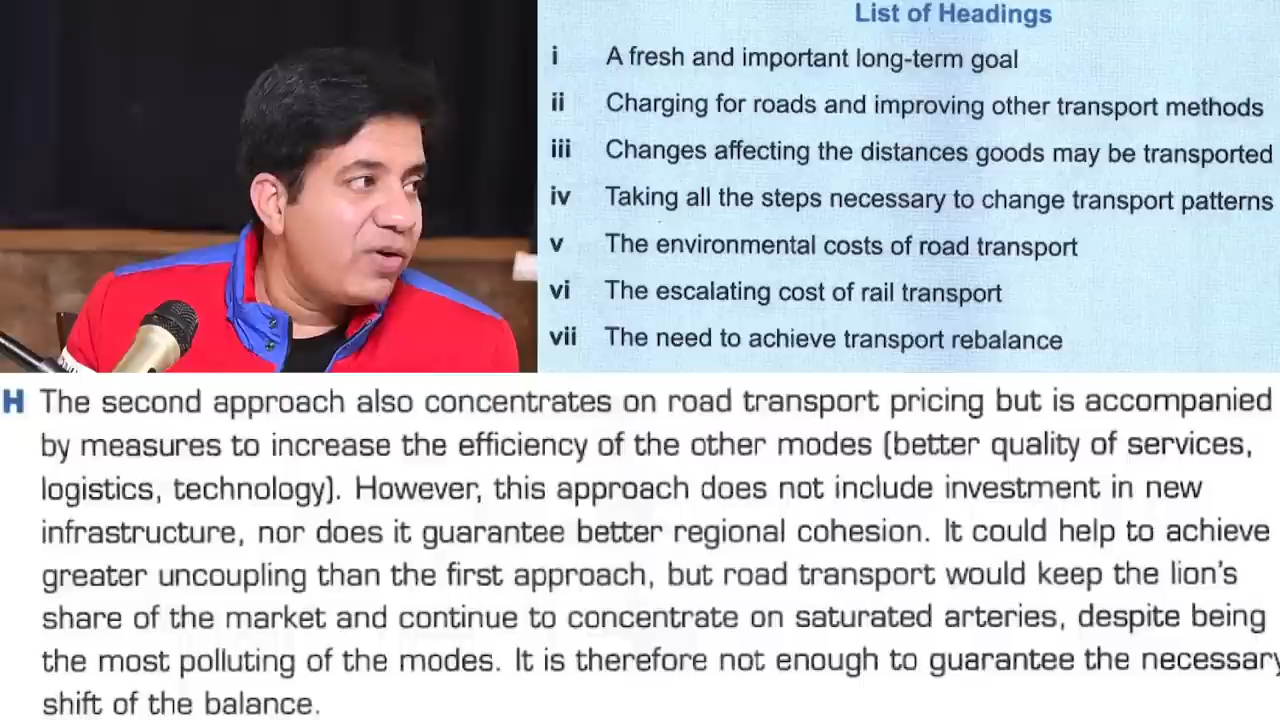 List of Headings
i A fresh and important long-term goal
ii Charging for roads and improving other transport methods
iii Changes affecting the distances goods may be transported
iv Taking all the steps necessary to change transport patterns
v The environmental costs of road transport
vi The escalating cost of rail transport
vii The need to achieve transport rebalance
H The second approach also concentrates on road transport pricing but is accompanied
by measures to increase the efficiency of the other modes (better quality of services,
logistics, technology). However, this approach does not include investment in new
infrastructure, nor does it guarantee better regional cohesion. It could help to achieve
greater uncoupling than the first approach, but road transport would keep the lion's
share of the market and continue to concentrate on saturated arteries, despite being
the most polluting of the modes. It is therefore not enough to guarantee the necessary
shift of the balance.